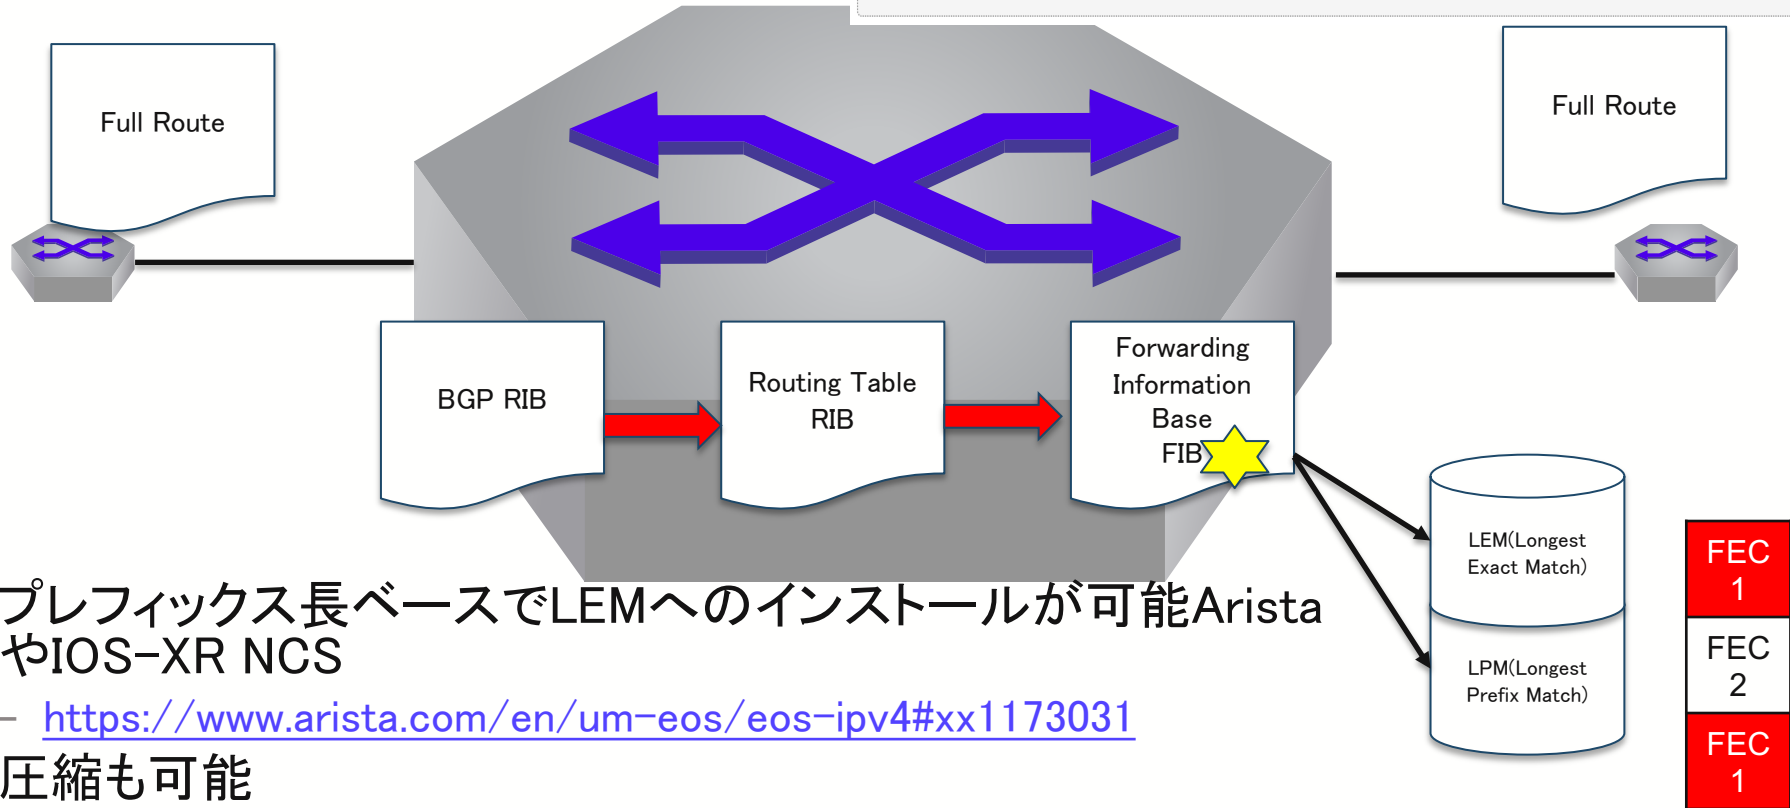 Full Route
Full Route
BGP RIB
Routing Table
RIB
Forwarding
Information
Base
FIB
LEM(Longest
Exact Match)
LPM(Longest
Prefix Match)
FEC
1
FEC
2
FEC
1
プレフィックス長ベースでLEMへのインストールが可能Arista
やIOS-XR NCS
- https://www.arista.com/en/um-eos/eos-ipv4#xx1173031
圧縮も可能